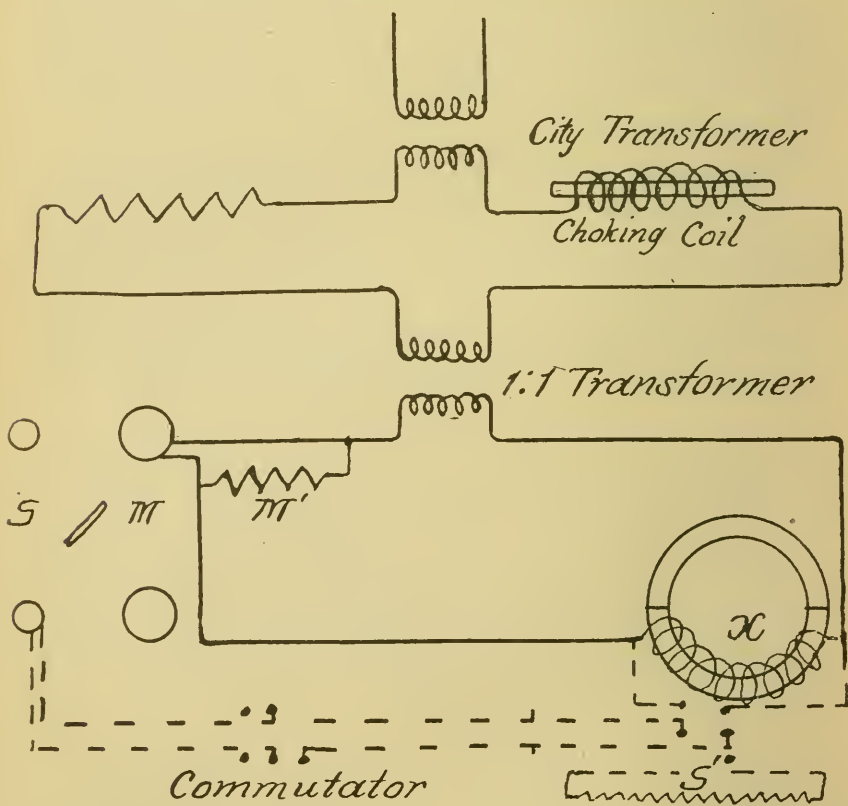 City Transformer
Choking Coil
1:1 Transformer
S M M'
X
Commutator S'